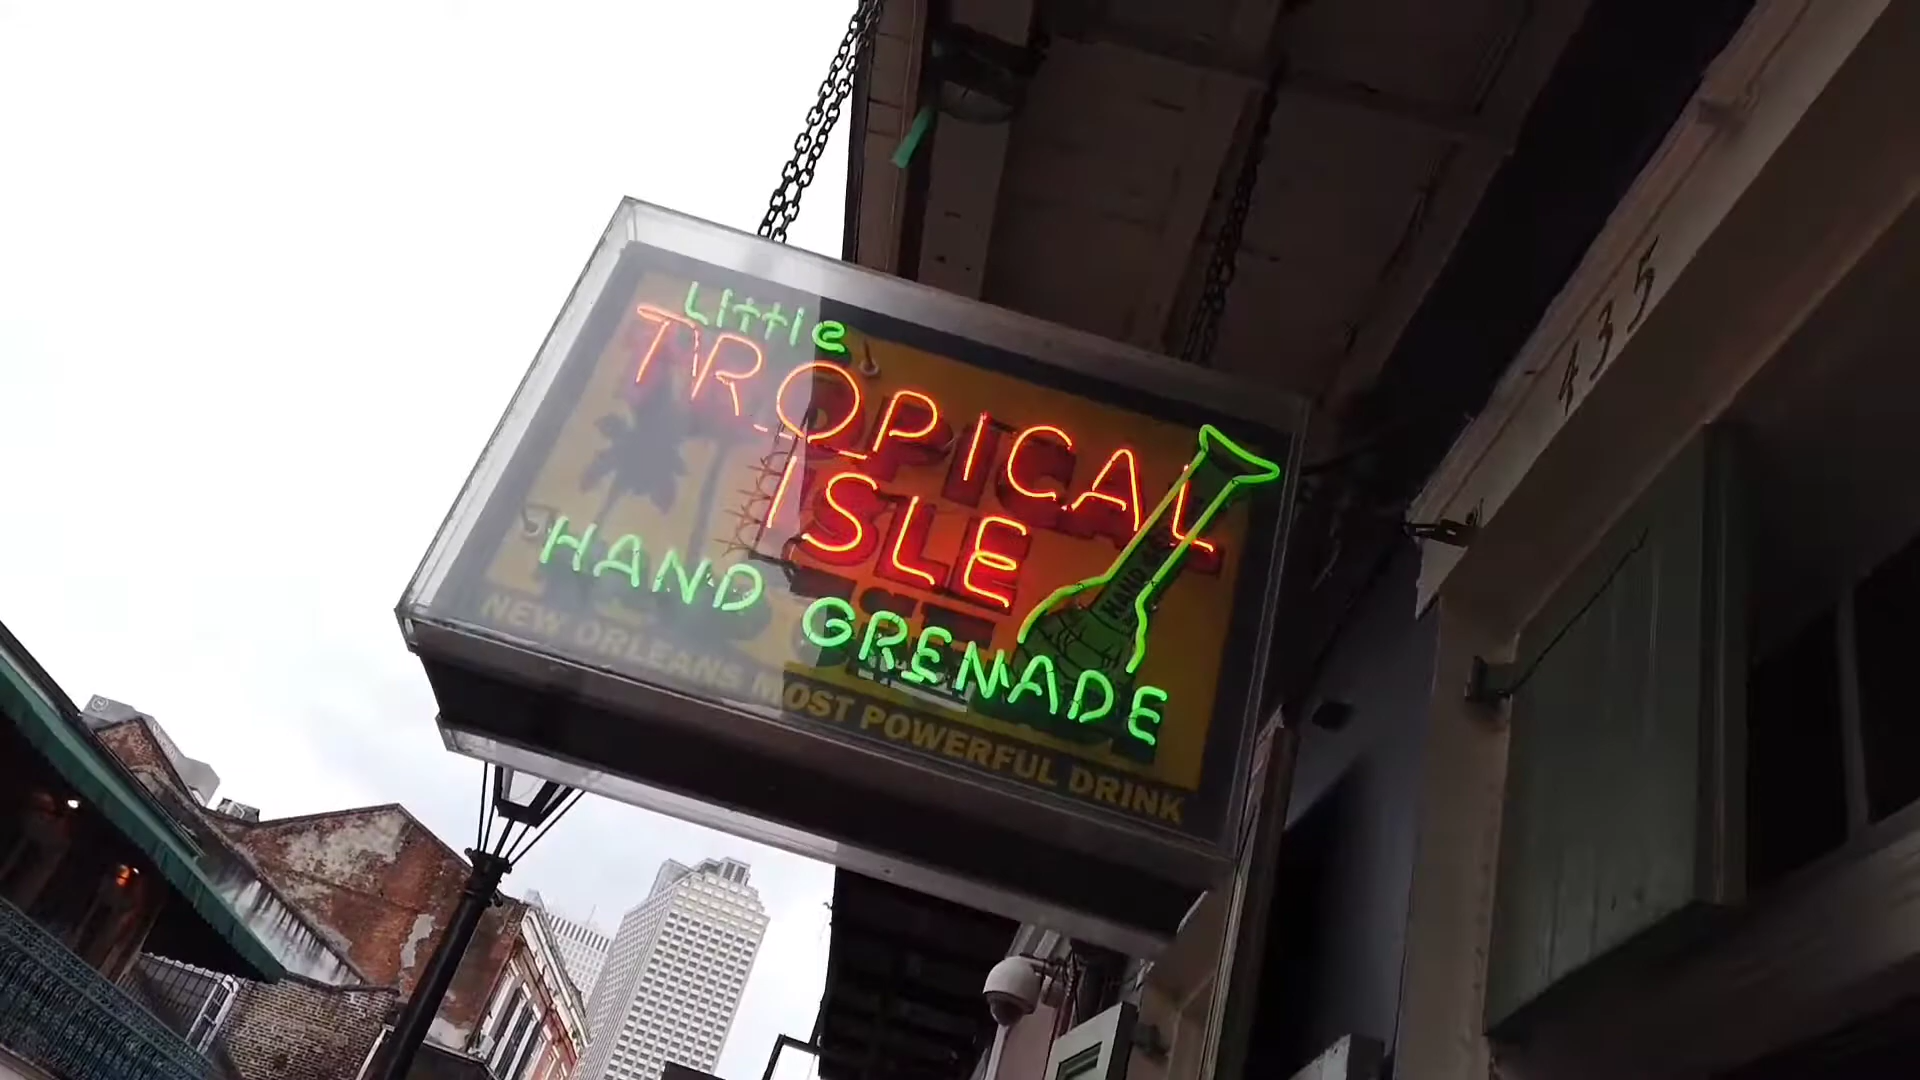 Little
TROPICAL
ISLE
HAND GRENADE
NEW ORLEANS MOST POWERFUL DRINK
435